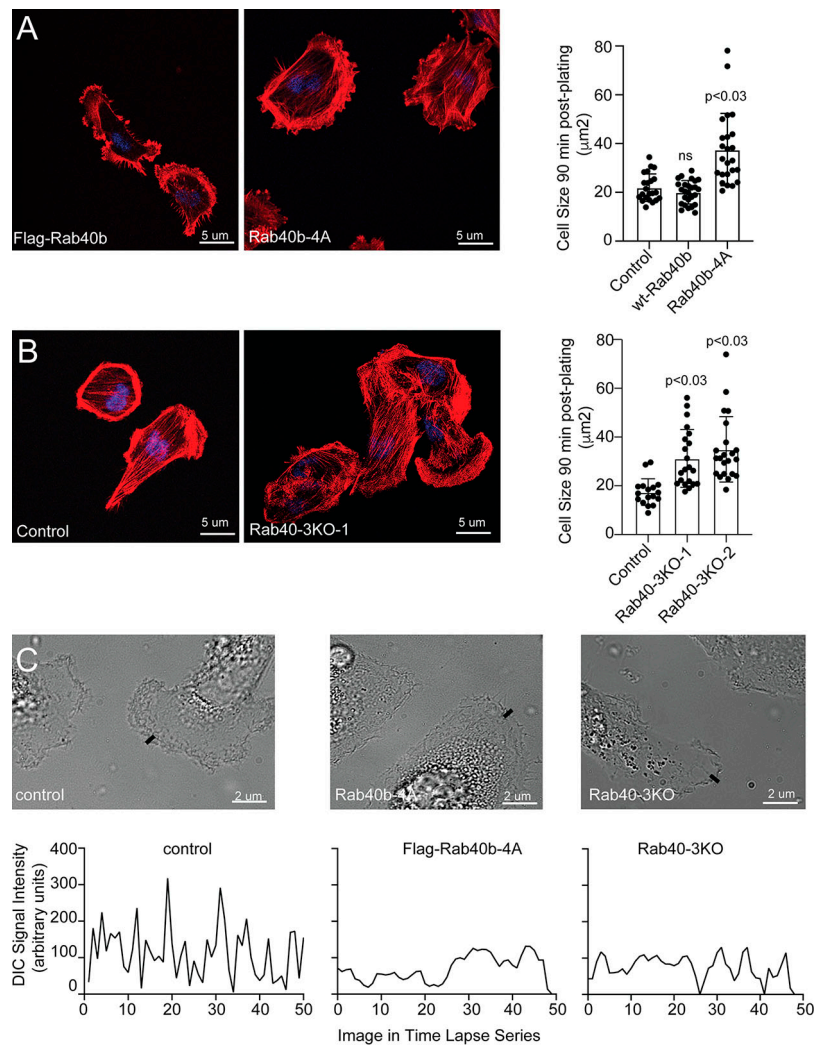 A
Flag-Rab40b
5 um
Rab40b-4A
5 um
Cell Size 90 min post-plating
(µm2)
80
60
40
20
0
ns
p<0.03
Control
wt-Rab40b
Rab40b-4A
B
Control
5 um
Rab40-3KO-1
5 um
Cell Size 90 min post-plating
(µm2)
80
60
40
20
0
p<0.03
p<0.03
Control
Rab40-3KO-1
Rab40-3KO-2
C
control
2 um
Rab40b-4A
2 um
Rab40-3KO
2 um
DIC Signal Intensity
(arbitrary units)
400
300
200
100
0
control
Flag-Rab40b-4A
Rab40-3KO
0 10 20 30 40 50
0 10 20 30 40 50
0 10 20 30 40 50
Image in Time Lapse Series